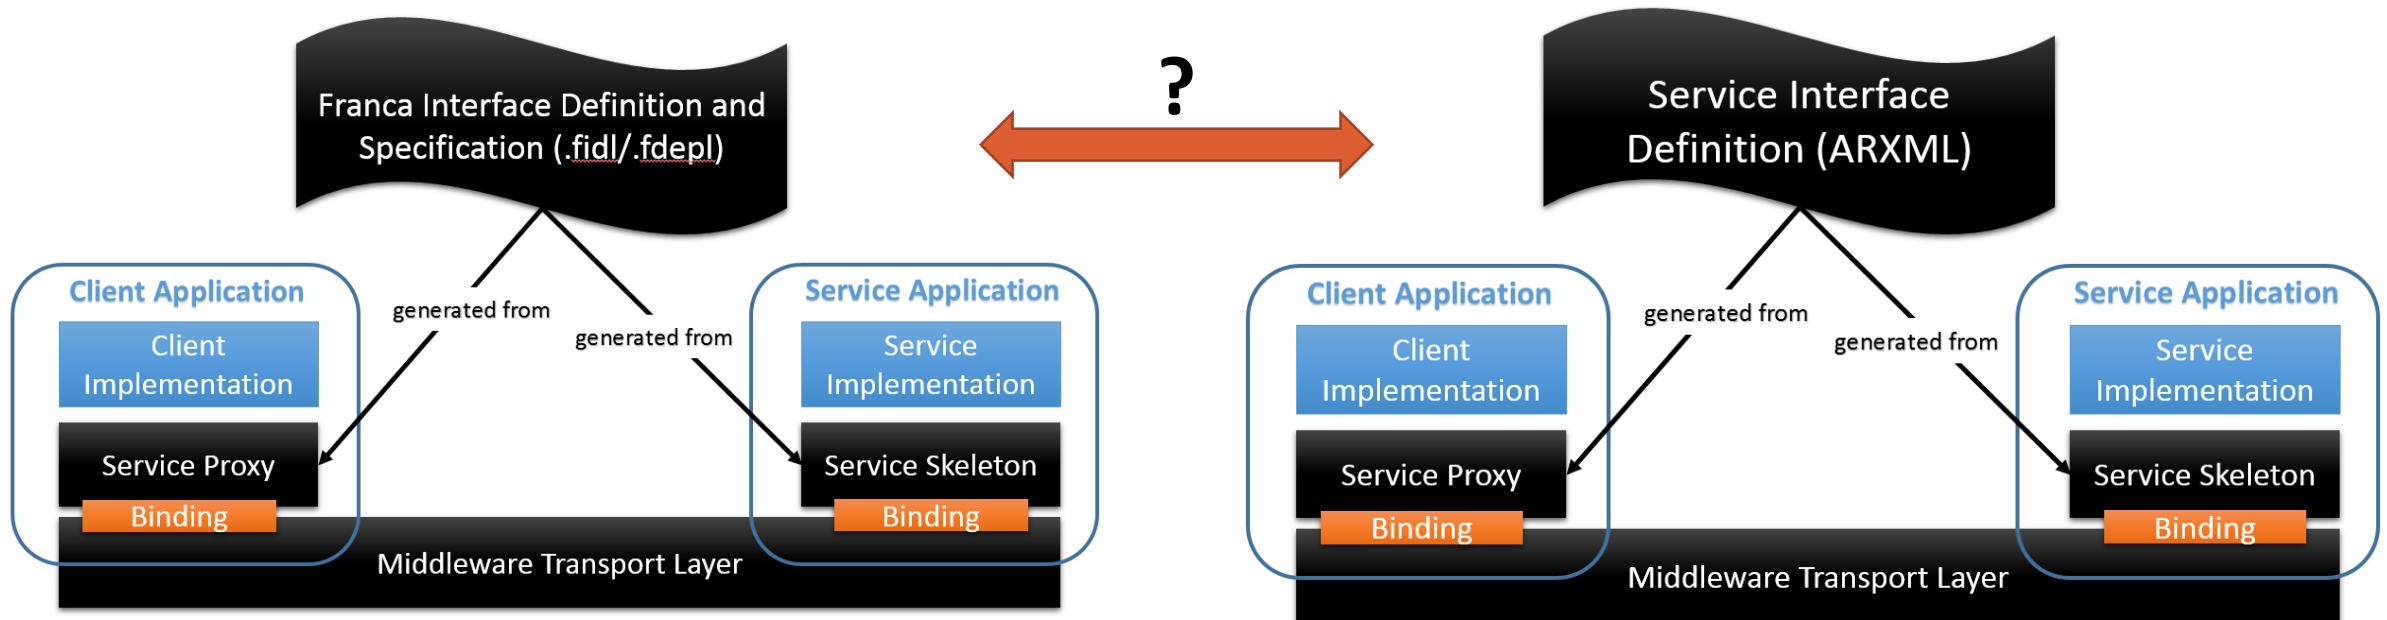 Franca Interface Definition and
Specification (.fidl/.fdepl)
?
Service Interface
Definition (ARXML)
Client Application
generated from
generated from
Service Application
Client
Implementation
Service
Implementation
Service Proxy
Service Skeleton
Binding
Binding
Middleware Transport Layer
Client Application
generated from
generated from
Service Application
Client
Implementation
Service
Implementation
Service Proxy
Service Skeleton
Binding
Binding
Middleware Transport Layer